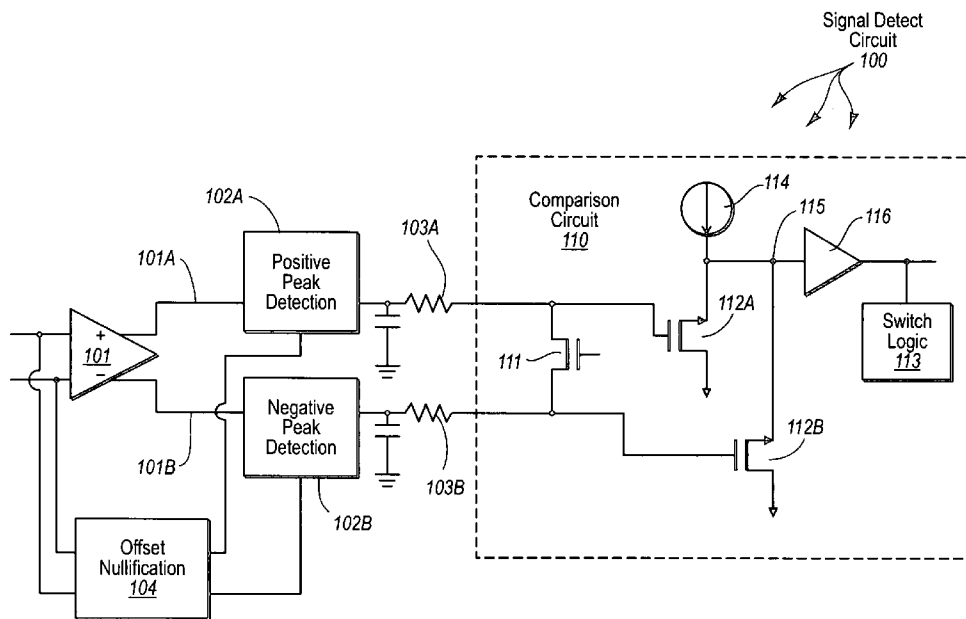 Signal Detect
Circuit
100
102A
114
Comparison
Circuit
110
115
116
103A
101A
Positive
Peak
Detection
112A
+
101
−
111
Switch
Logic
113
Negative
Peak
Detection
112B
101B
103B
102B
Offset
Nullification
104